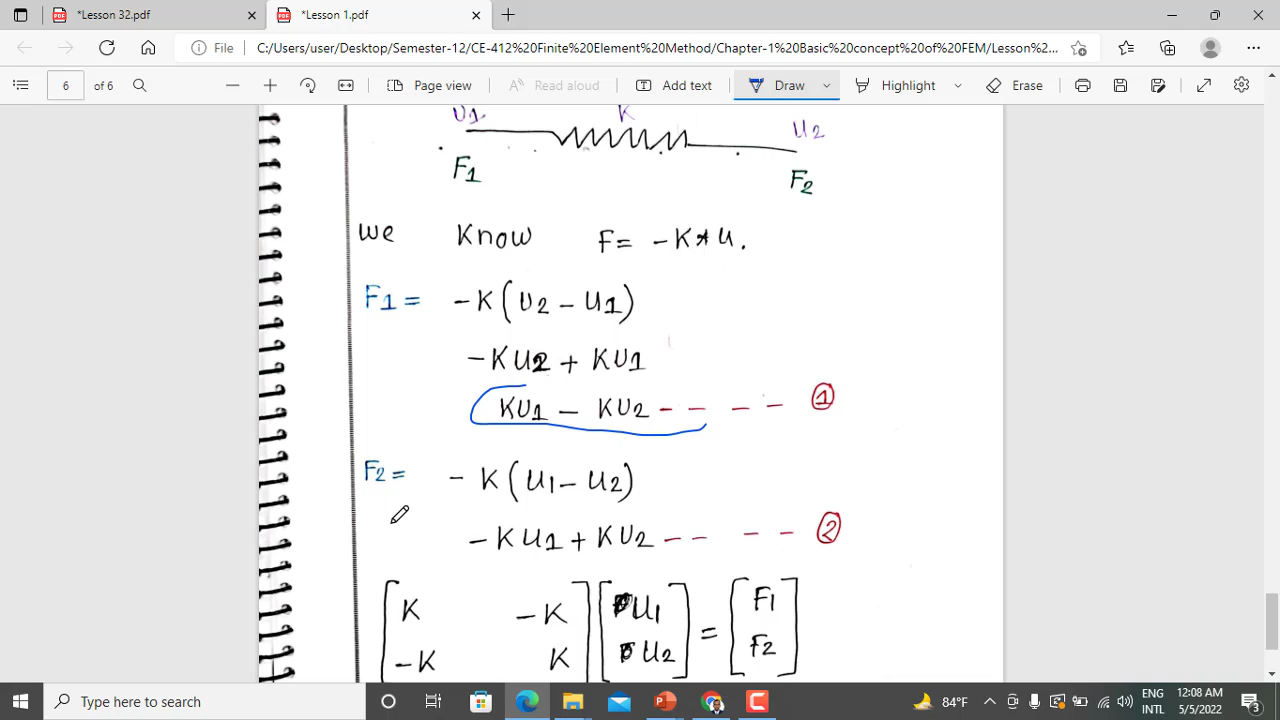 *Lesson 32.pdf
*Lesson 1.pdf
File C:/Users/user/Desktop/Semester-12/CE-412%20Finite%20Element%20Method/Chapter-1%20Basic%20concept%20of%20FEM/Lesson%...
6 of 6 Page view Read aloud Add text Draw Highlight Erase
U1 K U2
F1 F2
We Know F= -K*U.
F1= -K(U2-U1)
-KU2+KU1
KU1-KU2---- 1
F2= -K(U1-U2)
-KU1+KU2---- 2
[K -K] [U1] = [F1]
[-K K] [U2] [F2]
Type here to search
84°F
ENG
INTL
12:08 AM
5/5/2022
3